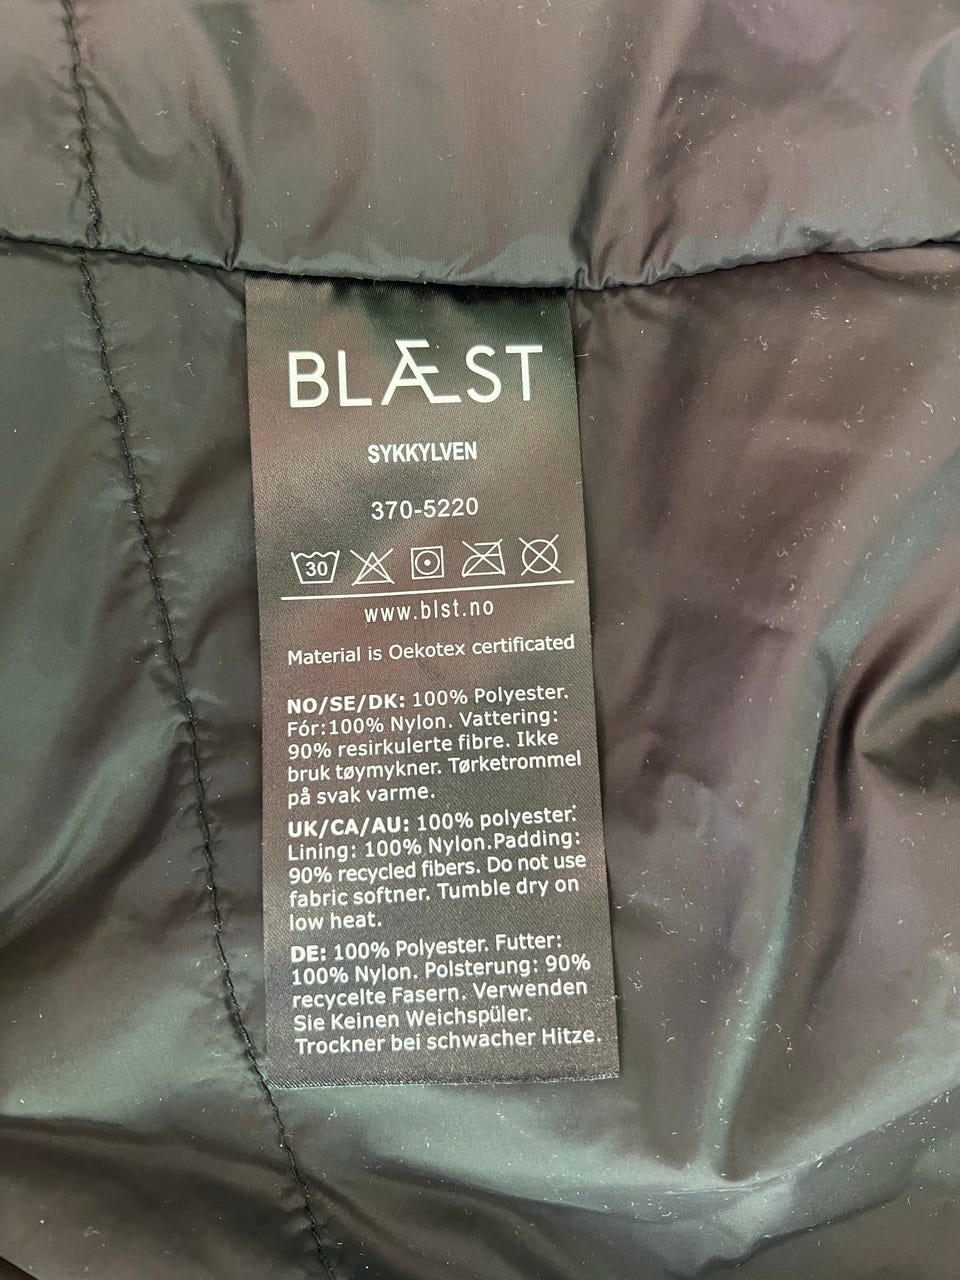 BLÆST
SYKKYLVEN
370-5220
30
www.blst.no
Material is Oekotex certificated
NO/SE/DK: 100% Polyester.
Fór:100% Nylon. Vattering:
90% resirkulerte fibre. Ikke
bruk tøymykner. Tørketrommel
på svak varme.
UK/CA/AU: 100% polyester.
Lining: 100% Nylon.Padding:
90% recycled fibers. Do not use
fabric softner. Tumble dry on
low heat.
DE: 100% Polyester. Futter:
100% Nylon. Polsterung: 90%
recycelte Fasern. Verwenden
Sie Keinen Weichspüler.
Trockner bei schwacher Hitze.